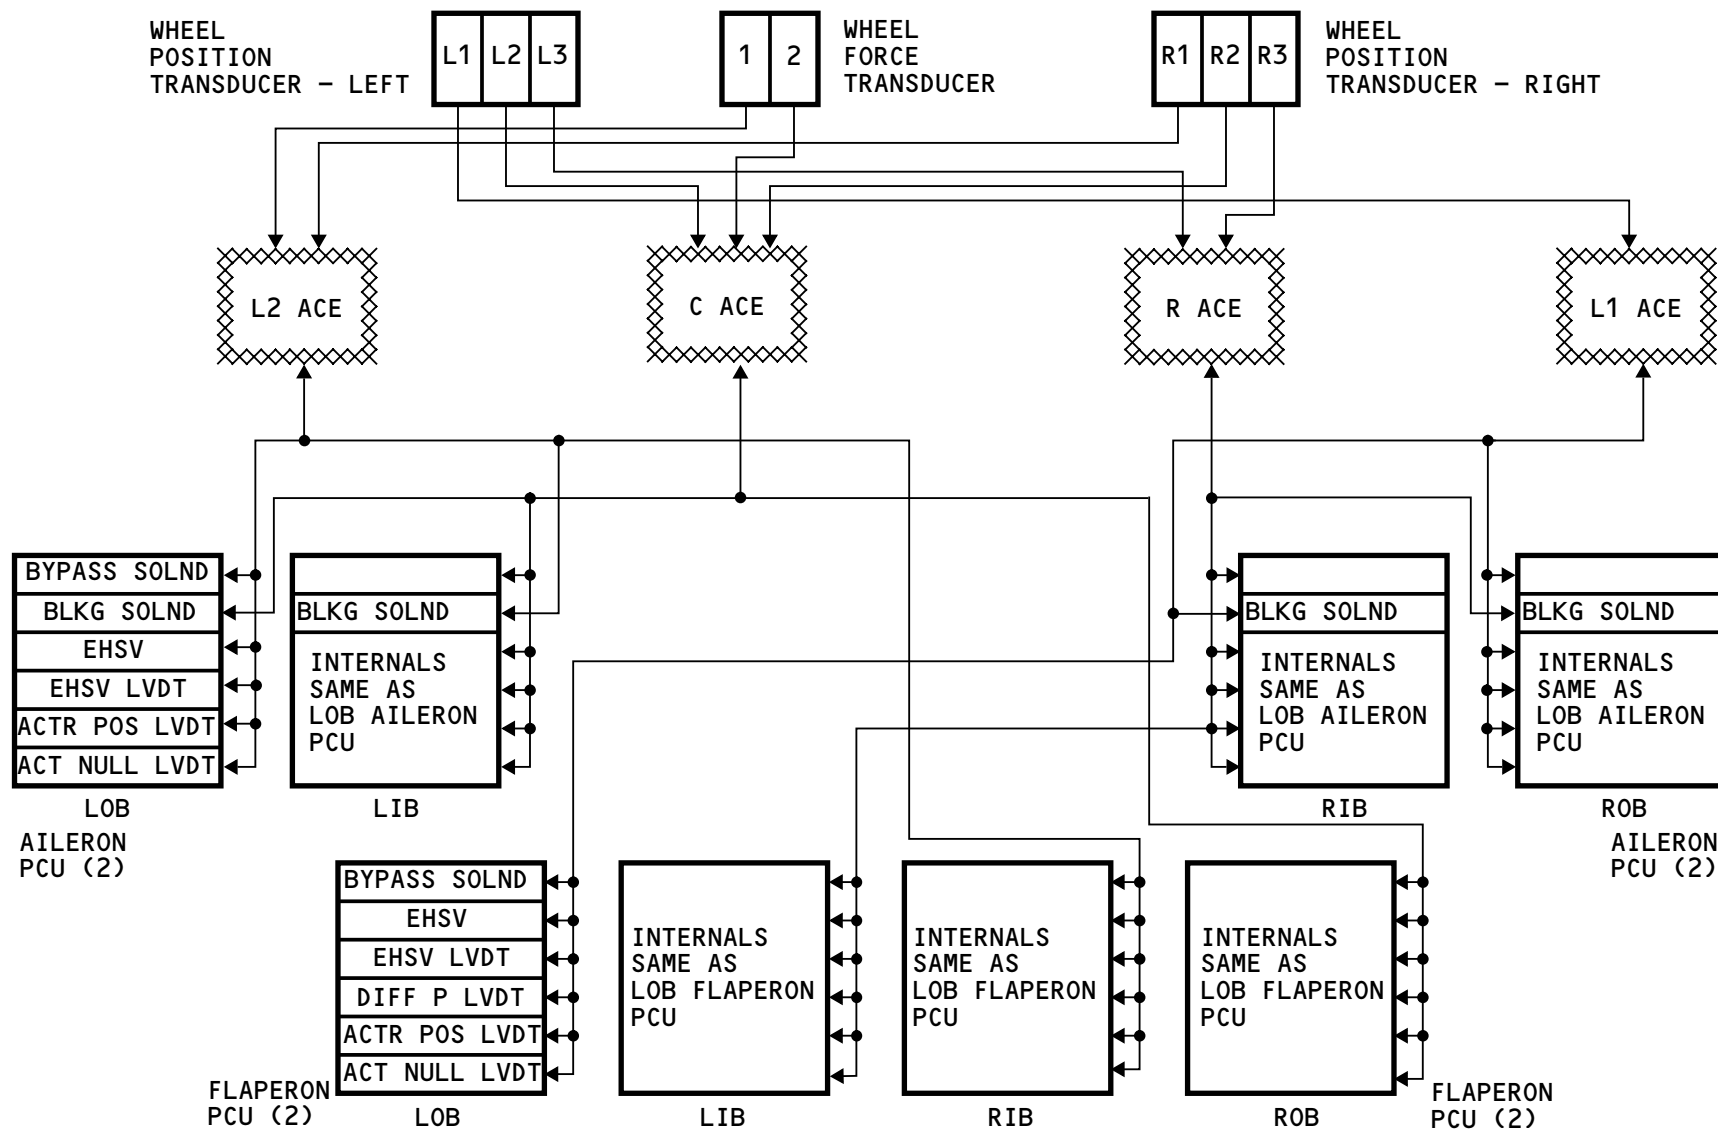 WHEEL
POSITION
TRANSDUCER – LEFT
L1 L2 L3
1 2
WHEEL
FORCE
TRANSDUCER
R1 R2 R3
WHEEL
POSITION
TRANSDUCER – RIGHT
L2 ACE
C ACE
R ACE
L1 ACE
BYPASS SOLND
BLKG SOLND
EHSV
EHSV LVDT
ACTR POS LVDT
ACT NULL LVDT
LOB
AILERON
PCU (2)
BLKG SOLND
INTERNALS
SAME AS
LOB AILERON
PCU
LIB
BLKG SOLND
INTERNALS
SAME AS
LOB AILERON
PCU
RIB
BLKG SOLND
INTERNALS
SAME AS
LOB AILERON
PCU
ROB
AILERON
PCU (2)
BYPASS SOLND
EHSV
EHSV LVDT
DIFF P LVDT
ACTR POS LVDT
ACT NULL LVDT
FLAPERON
PCU (2)
LOB
INTERNALS
SAME AS
LOB FLAPERON
PCU
LIB
INTERNALS
SAME AS
LOB FLAPERON
PCU
RIB
INTERNALS
SAME AS
LOB FLAPERON
PCU
ROB
FLAPERON
PCU (2)